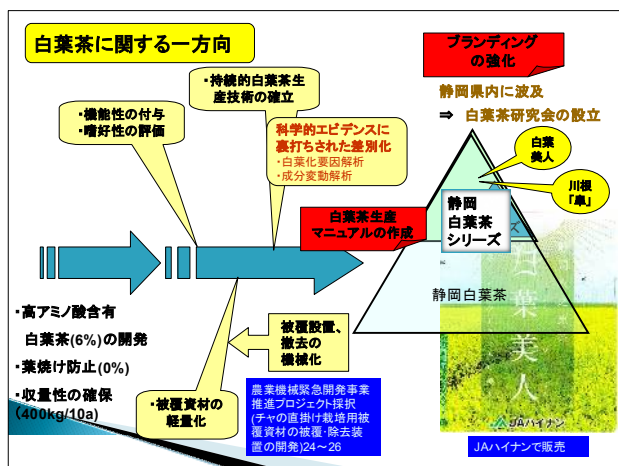 白葉茶に関する一方向
ブランディング
の強化
・持続的白葉茶生
産技術の確立
静岡県内に波及
⇒ 白葉茶研究会の設立
・機能性の付与
・嗜好性の評価
科学的エビデンスに
裏打ちされた差別化
・白葉化要因解析
・成分変動解析
白葉
美人
川根
白葉茶生産
マニュアルの作成
静岡
白葉茶
シリーズ
ズ
静岡白葉茶
・高アミノ酸含有
白葉茶(6%)の開発
・葉焼け防止(0%)
・収量性の確保
(400kg/10a)
被覆設置、
撤去の
機械化
・被覆資材の
軽量化
農業機械緊急開発事業
推進プロジェクト採択
(チャの直掛け栽培用被
覆資材の被覆・除去装
置の開発)24～26
白葉美人
JAハイナン
JAハイナンで販売